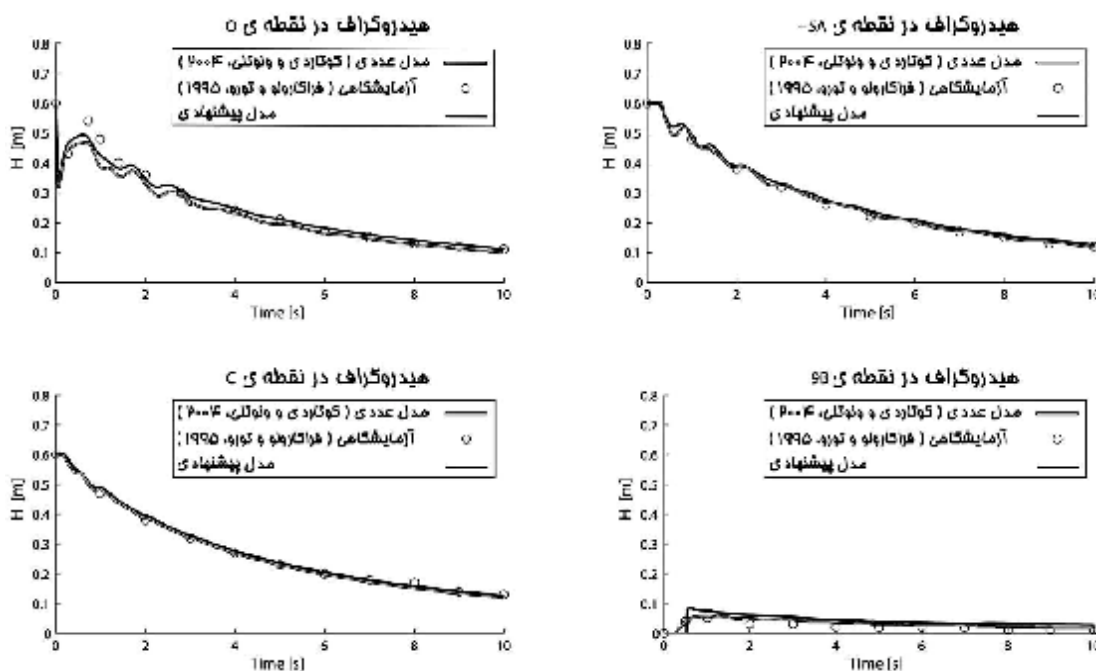 هیدروگراف در نقطه ی O
مدل عددی ( کوتاردی و ونوتلی، ۲۰۰۴ )
آزمایشگاهی ( فراکارولو و تورو، ۱۹۹۵ )
مدل پیشنهادی
H [m]
0.8
0.7
0.6
0.5
0.4
0.3
0.2
0.1
0
0 2 4 6 8 10
Time [s]
هیدروگراف در نقطه ی -5A
مدل عددی ( کوتاردی و ونوتلی، ۲۰۰۴ )
آزمایشگاهی ( فراکارولو و تورو، ۱۹۹۵ )
مدل پیشنهادی
H [m]
0.8
0.7
0.6
0.5
0.4
0.3
0.2
0.1
0
0 2 4 6 8 10
Time [s]
هیدروگراف در نقطه ی C
مدل عددی ( کوتاردی و ونوتلی، ۲۰۰۴ )
آزمایشگاهی ( فراکارولو و تورو، ۱۹۹۵ )
مدل پیشنهادی
H [m]
0.8
0.7
0.6
0.5
0.4
0.3
0.2
0.1
0
0 2 4 6 8 10
Time [s]
هیدروگراف در نقطه ی 9B
مدل عددی ( کوتاردی و ونوتلی، ۲۰۰۴ )
آزمایشگاهی ( فراکارولو و تورو، ۱۹۹۵ )
مدل پیشنهادی
H [m]
0.8
0.7
0.6
0.5
0.4
0.3
0.2
0.1
0
0 2 4 6 8 10
Time [s]